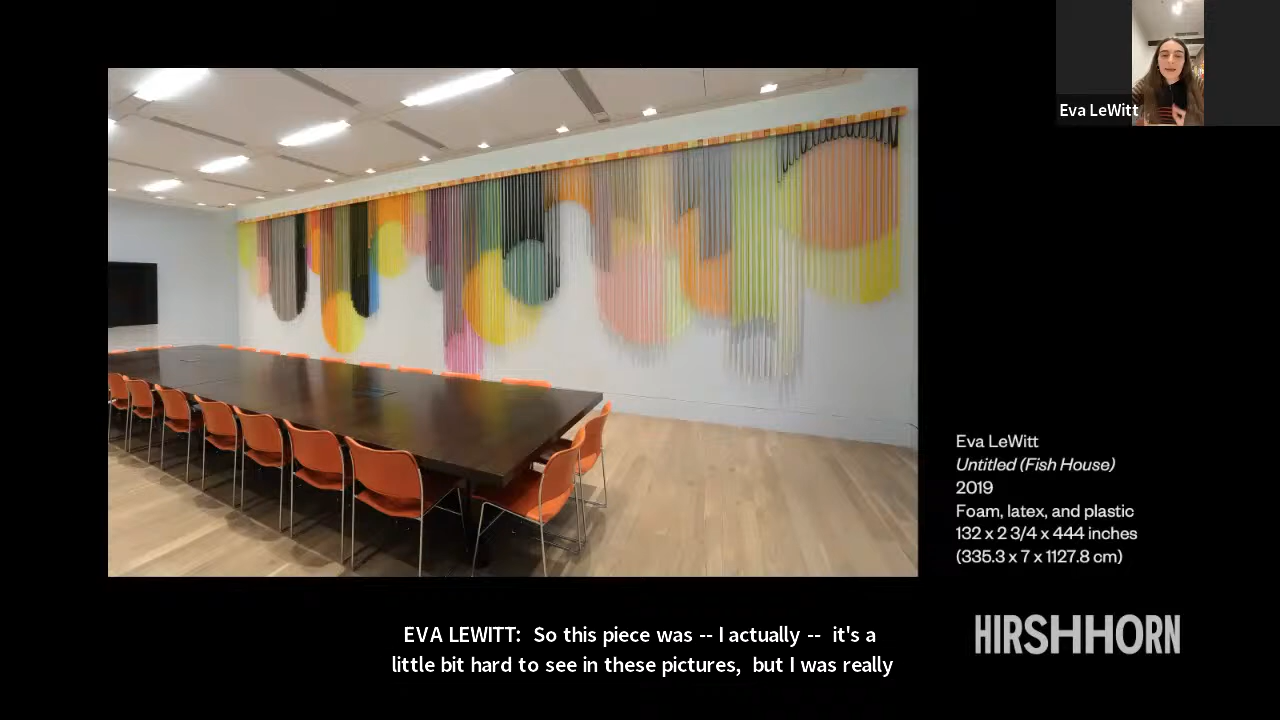 Eva LeWitt
Eva LeWitt
Untitled (Fish House)
2019
Foam, latex, and plastic
132 x 2 3/4 x 444 inches
(335.3 x 7 x 1127.8 cm)
HIRSHHORN
EVA LEWITT: So this piece was -- I actually -- it's a
little bit hard to see in these pictures, but I was really